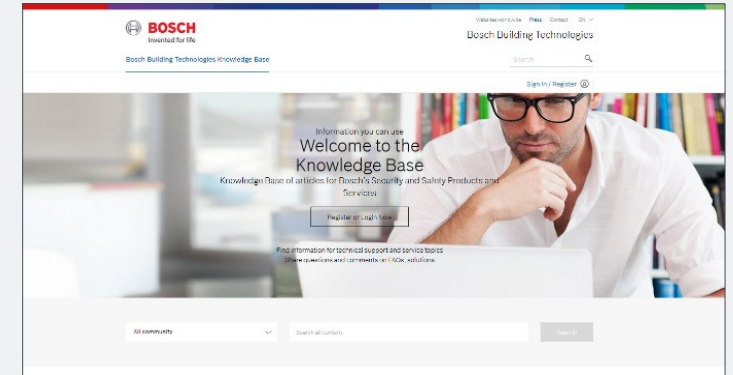 Websites worldwide Press Contact EN
BOSCH
Invented for life
Bosch Building Technologies
Bosch Building Technologies Knowledge Base
Search
Sign In / Register
Information you can use
Welcome to the
Knowledge Base
Knowledge Base of articles for Bosch's Security and Safety Products and
Services
Register or Login Now
Find information for technical support and service topics
Share questions and comments on FAQs, solutions
All community
Search all content
Search